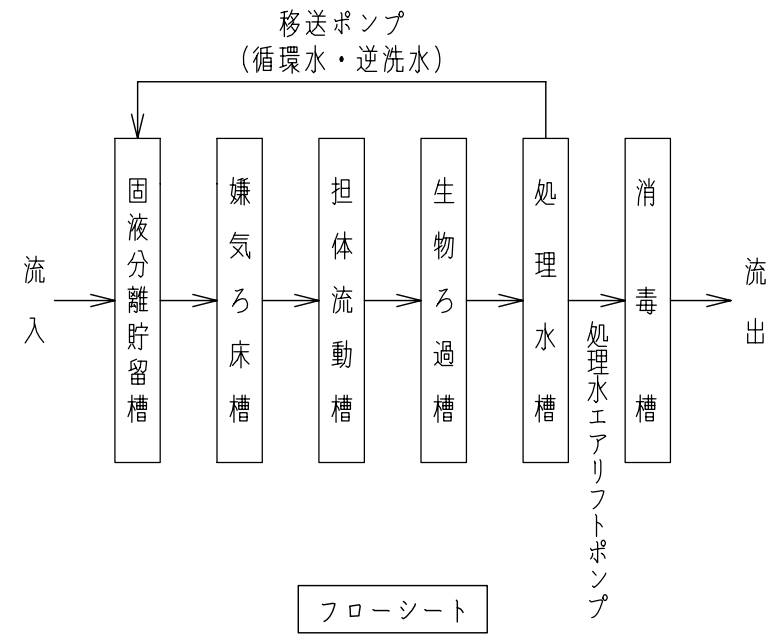 移送ポンプ
(循環水・逆洗水)
流入
固液分離貯留槽
嫌気ろ床槽
担体流動槽
生物ろ過槽
処理水槽
処理水エアリフトポンプ
消毒槽
流出
フローシート